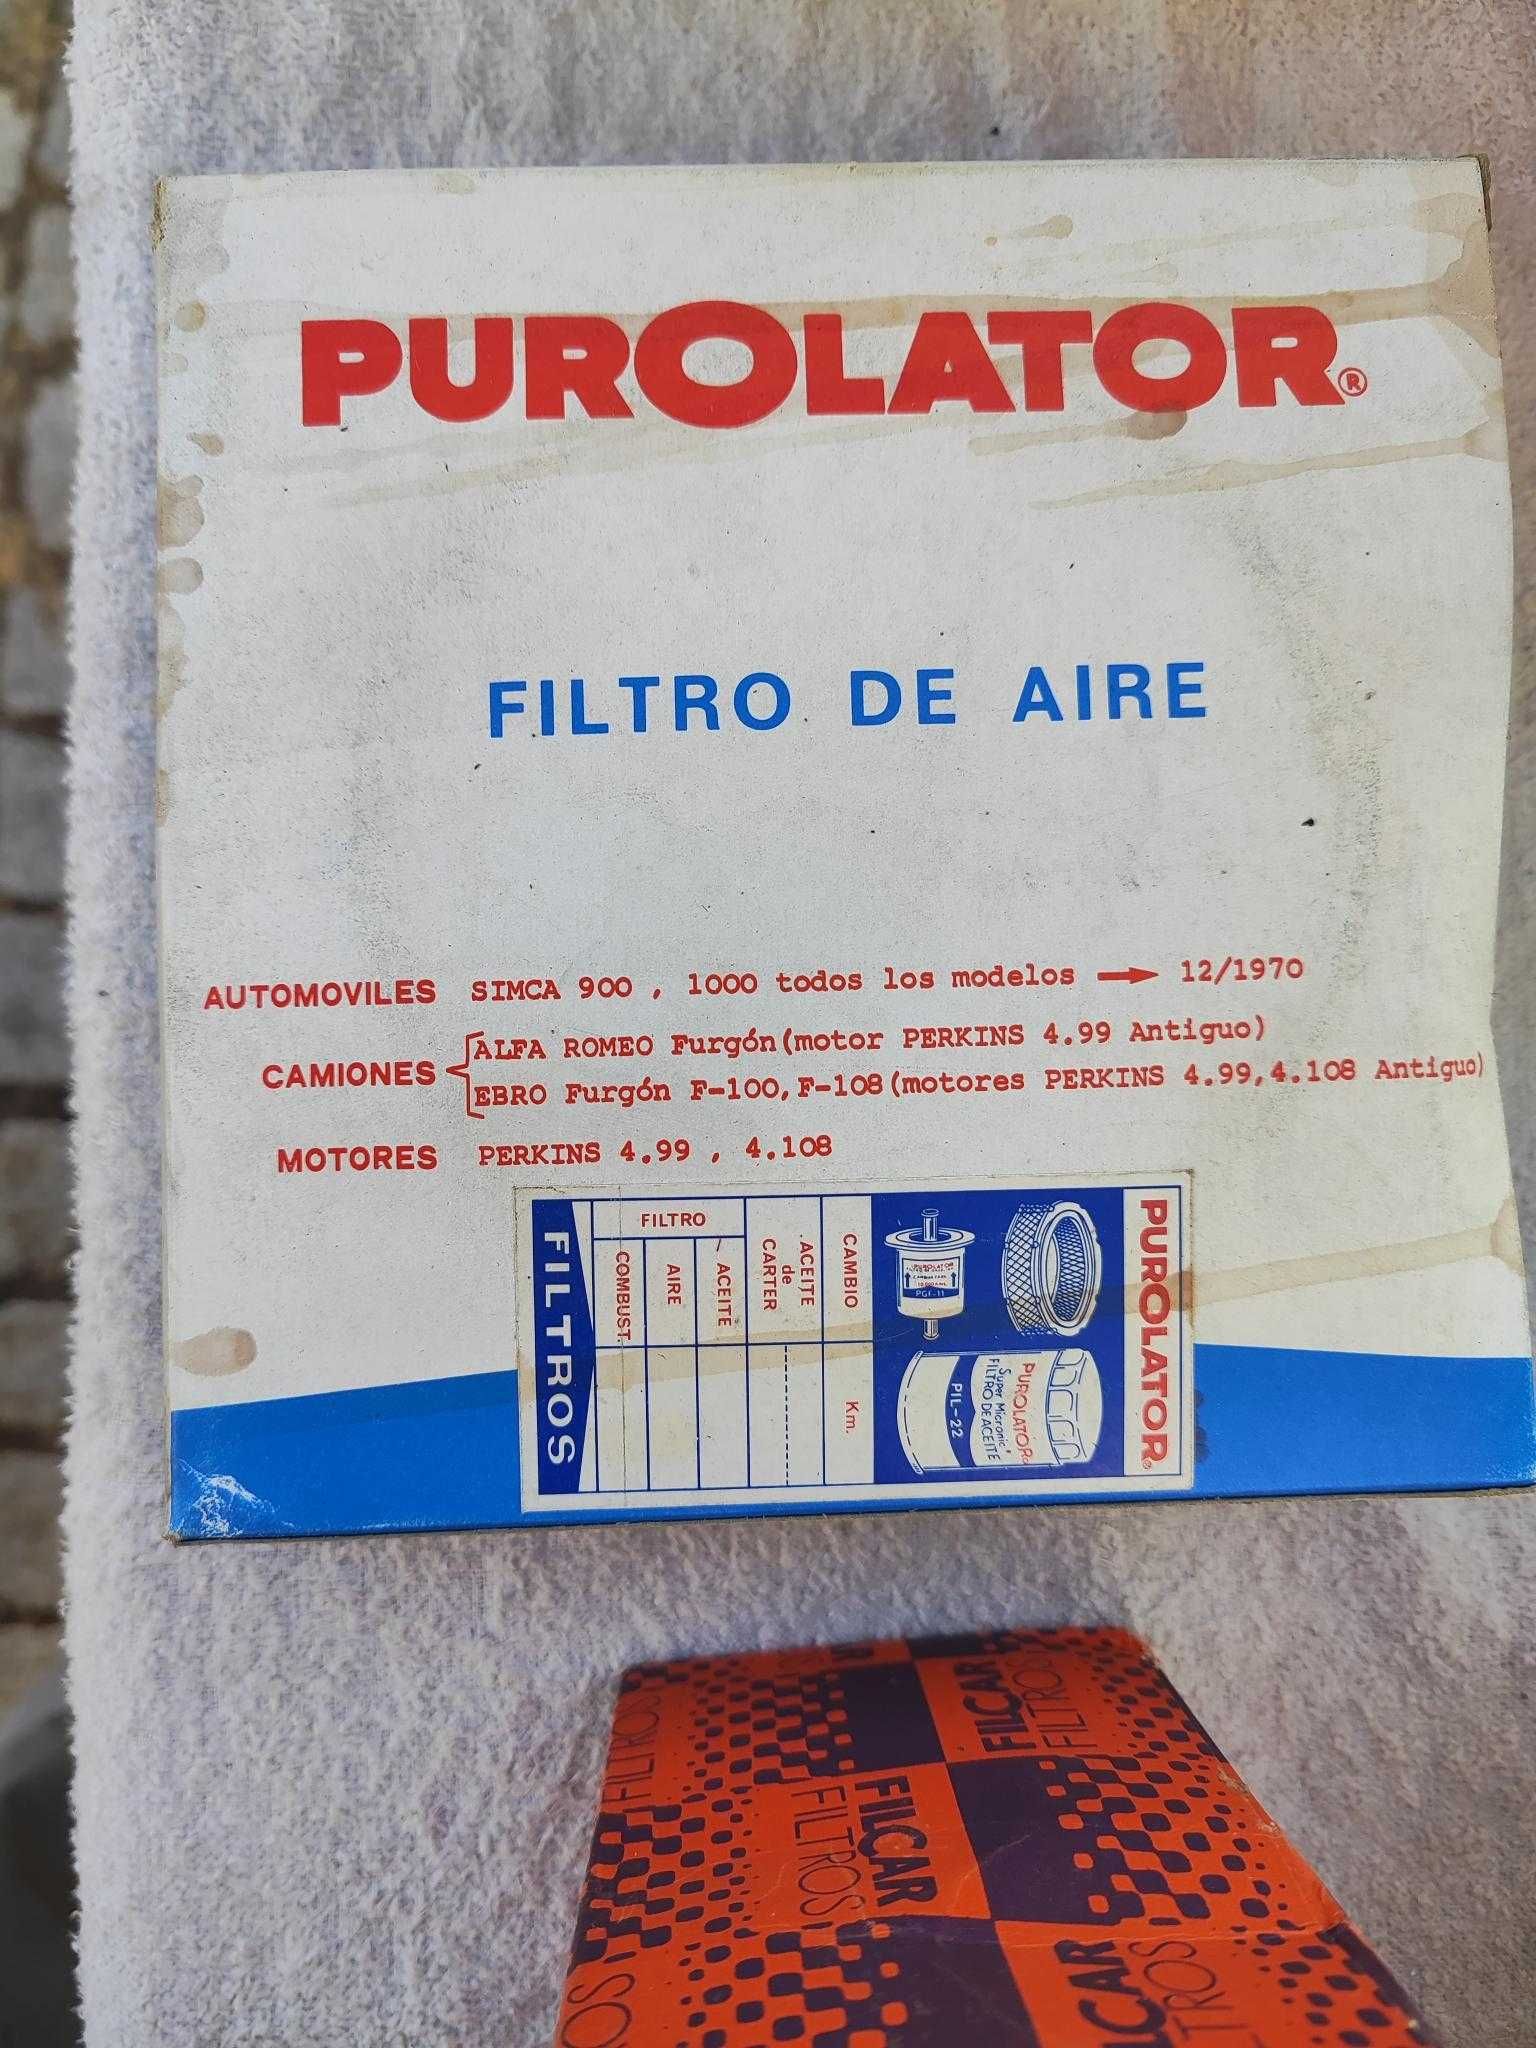 PUROLATOR®
FILTRO DE AIRE
AUTOMOVILES SIMCA 900 , 1000 todos los modelos → 12/1970
CAMIONES
ALFA ROMEO Furgón (motor PERKINS 4.99 Antiguo)
EBRO Furgón F-100, F-108 (motores PERKINS 4.99, 4.108 Antiguo)
MOTORES PERKINS 4.99 , 4.108
PUROLATOR®
PUROLATOR
PGF-11
PUROLATOR
Super Micronic
FILTRO DE ACEITE
PIL-22
CAMBIO Km.
ACEITE de CARTER
FILTRO
ACEITE
AIRE
COMBUST.
FILTROS
FILTROS
FILCAR
FILTROS
FILCAR
FILTROS